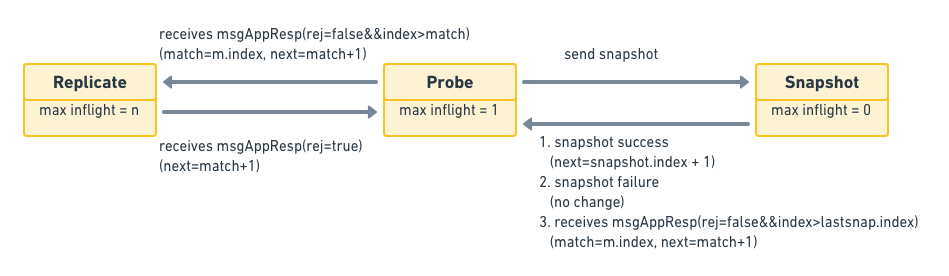 receives msgAppResp(rej=false&&index>match)
(match=m.index, next=match+1)
send snapshot
Replicate
max inflight = n
Probe
max inflight = 1
Snapshot
max inflight = 0
receives msgAppResp(rej=true)
(next=match+1)
1. snapshot success
(next=snapshot.index + 1)
2. snapshot failure
(no change)
3. receives msgAppResp(rej=false&&index>lastsnap.index)
(match=m.index, next=match+1)